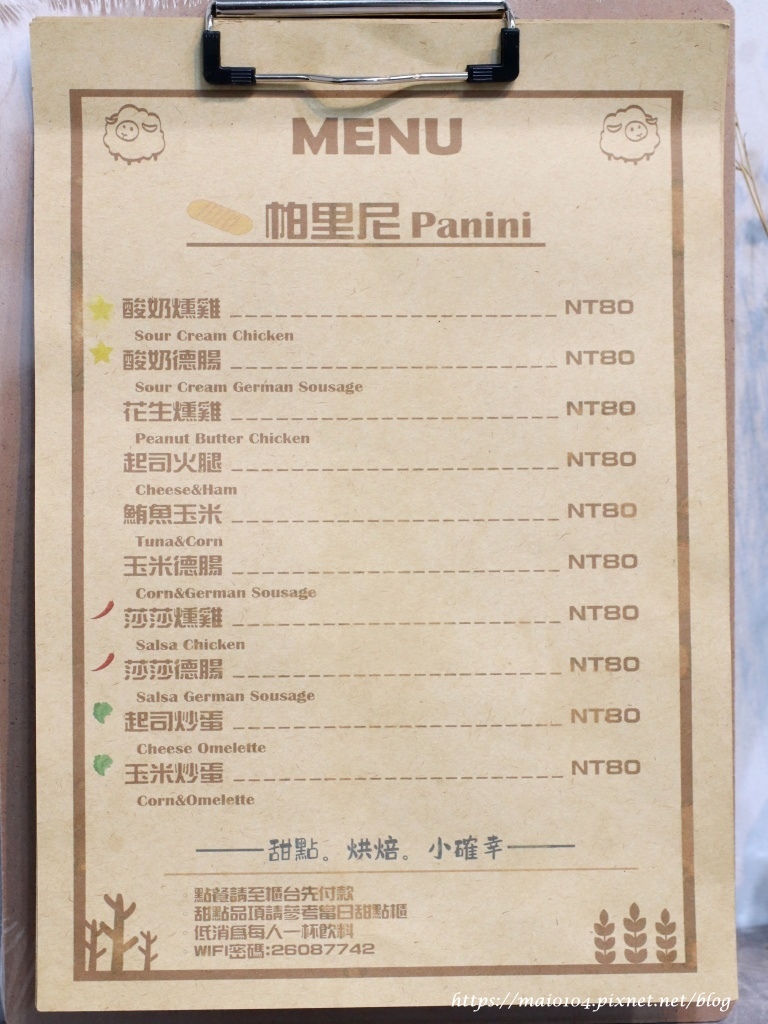 MENU
帕里尼 Panini
酸奶燻雞 NT80
Sour Cream Chicken
酸奶德腸 NT80
Sour Cream German Sousage
花生燻雞 NT80
Peanut Butter Chicken
起司火腿 NT80
Cheese&Ham
鮪魚玉米 NT80
Tuna&Corn
玉米德腸 NT80
Corn&German Sousage
莎莎燻雞 NT80
Salsa Chicken
莎莎德腸 NT80
Salsa German Sousage
起司炒蛋 NT80
Cheese Omelette
玉米炒蛋 NT80
Corn&Omelette
甜點。烘焙。小確幸
點餐請至櫃台先付款
甜點品項請參考當日甜點櫃
低消為每人一杯飲料
WIFI密碼:26087742
https://maio104.pixnet.net/blog